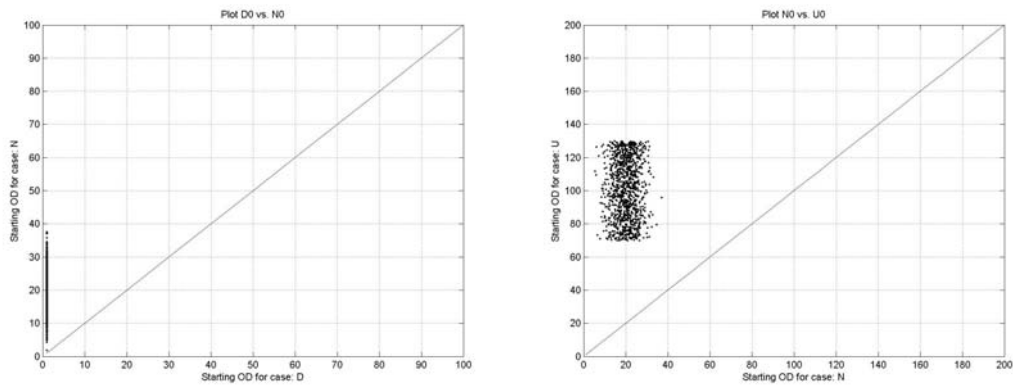 Plot D0 vs. N0
100
90
80
70
60
50
40
30
20
10
0
Starting OD for case: N
0 10 20 30 40 50 60 70 80 90 100
Starting OD for case: D
Plot N0 vs. U0
200
180
160
140
120
100
80
60
40
20
0
Starting OD for case: U
0 20 40 60 80 100 120 140 160 180 200
Starting OD for case: N